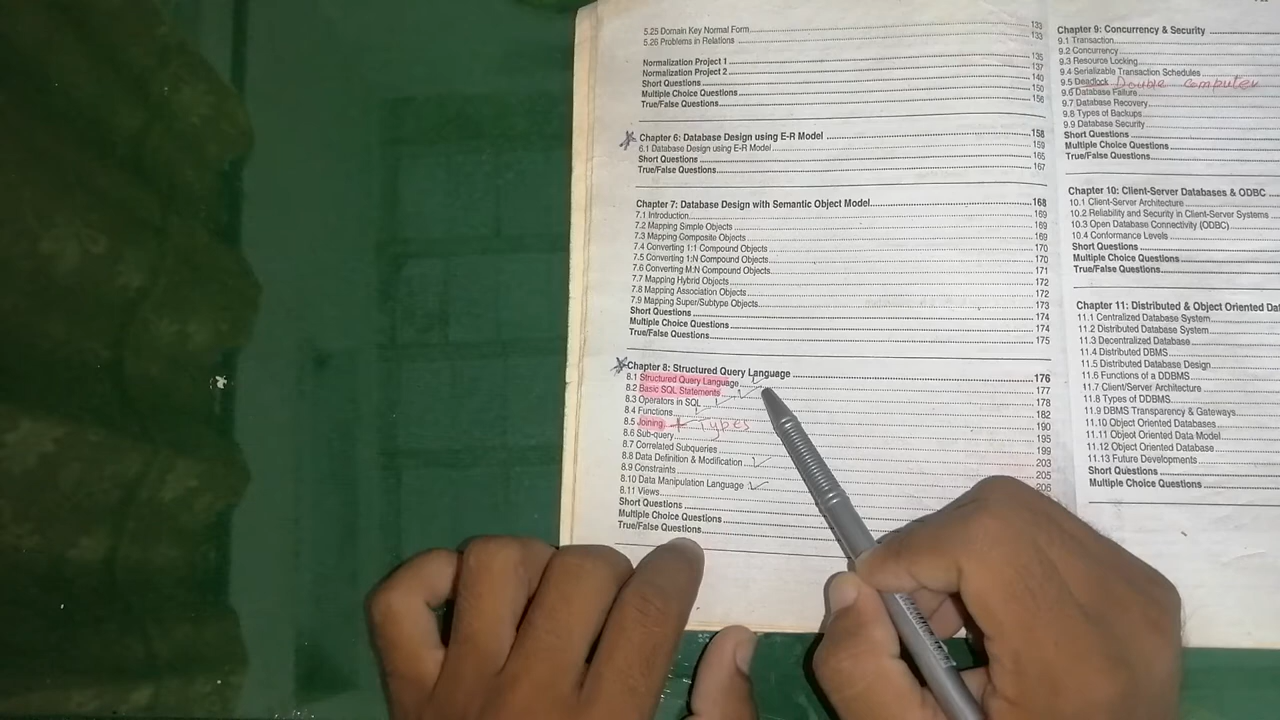 5.25 Domain Key Normal Form 133
5.26 Problems in Relations 133
Normalization Project 1 135
Normalization Project 2 137
Short Questions 140
Multiple Choice Questions 150
True/False Questions 156
Chapter 6: Database Design using E-R Model 158
6.1 Database Design using E-R Model 159
Short Questions 165
True/False Questions 167
Chapter 7: Database Design with Semantic Object Model 168
7.1 Introduction 169
7.2 Mapping Simple Objects 169
7.3 Mapping Composite Objects 169
7.4 Converting 1:1 Compound Objects 170
7.5 Converting 1:N Compound Objects 170
7.6 Converting M:N Compound Objects 171
7.7 Mapping Hybrid Objects 172
7.8 Mapping Association Objects 172
7.9 Mapping Super/Subtype Objects 173
Short Questions 174
Multiple Choice Questions 174
True/False Questions 175
Chapter 8: Structured Query Language 176
8.1 Structured Query Language 177
8.2 Basic SQL Statements 178
8.3 Operators in SQL 182
8.4 Functions 190
8.5 Joining + Types 195
8.6 Sub-query 199
8.7 Correlated Subqueries 203
8.8 Data Definition & Modification 205
8.9 Constraints 206
8.10 Data Manipulation Language
8.11 Views
Short Questions
Multiple Choice Questions
True/False Questions
Chapter 9: Concurrency & Security
9.1 Transaction
9.2 Concurrency
9.3 Resource Locking
9.4 Serializable Transaction Schedules
9.5 Deadlock Double Computer
9.6 Database Failure
9.7 Database Recovery
9.8 Types of Backups
9.9 Database Security
Short Questions
Multiple Choice Questions
True/False Questions
Chapter 10: Client-Server Databases & ODBC
10.1 Client-Server Architecture
10.2 Reliability and Security in Client-Server Systems
10.3 Open Database Connectivity (ODBC)
10.4 Conformance Levels
Short Questions
Multiple Choice Questions
True/False Questions
Chapter 11: Distributed & Object Oriented
11.1 Centralized Database System
11.2 Distributed Database System
11.3 Decentralized Database
11.4 Distributed DBMS
11.5 Distributed Database Design
11.6 Functions of a DDBMS
11.7 Client/Server Architecture
11.8 Types of DDBMS
11.9 DBMS Transparency & Gateways
11.10 Object Oriented Databases
11.11 Object Oriented Data Model
11.12 Object Oriented Database
11.13 Future Developments
Short Questions
Multiple Choice Questions